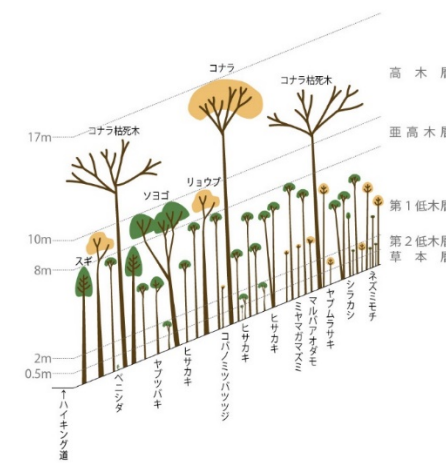 コナラ
コナラ枯死木
コナラ枯死木
リョウブ
ソヨゴ
スギ
17m
10m
8m
2m
0.5m
高木層
亜高木層
第1低木層
第2低木層
草本層
↑ハイキング道
ベニシダ
ヤブツバキ
ヒサカキ
コバノミツバツツジ
ヒサカキ
ヒサカキ
ミヤマガマズミ
マルバアオダモ
ヤブムラサキ
シラカシ
ネズミモチ